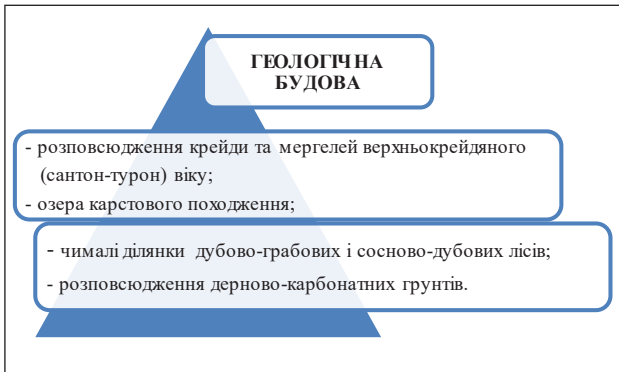 ГЕОЛОГІЧНА
БУДОВА
- розповсюдження крейди та мергелей верхньокрейдяного
(сантон-турон) віку;
- озера карстового походження;
- чималі ділянки дубово-грабових і сосново-дубових лісів;
- розповсюдження дерново-карбонатних грунтів.